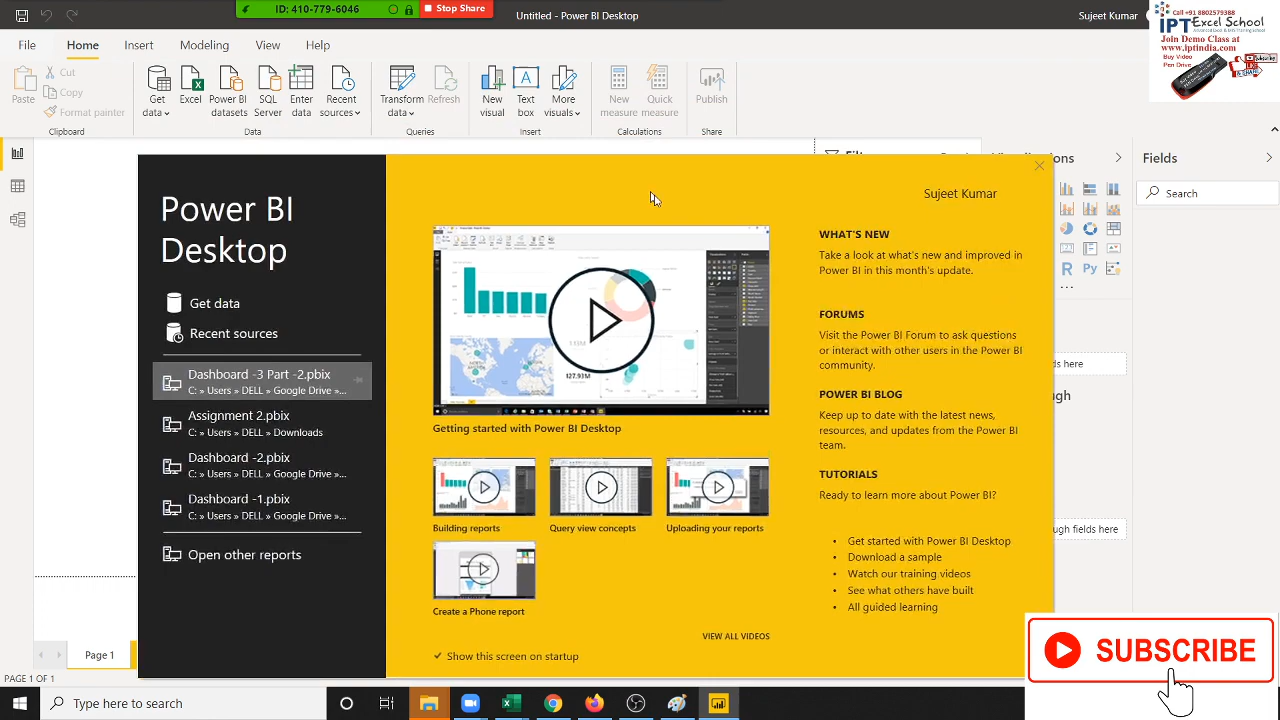 ID: 410-779-6046
Stop Share
Sujeet Kumar
Call +91 8802579388
IPT Excel School
Join Demo Class at
www.iptindia.com
Buy Video
Pen Drive
File
Home
Insert
Modeling
View
Help
Paste
Cut
Copy
Format painter
Clipboard
Get data
Excel
Power BI datasets
SQL Server
Enter data
Recent sources
Data
Transform data
Refresh
Queries
New visual
Text box
More visuals
Insert
New measure
Quick measure
Calculations
Publish
Share
Fields
Search
Power BI
Desktop
Get data
Recent sources
Dashboard -3 Part -2.pbix
C: » Users » DELL » Google Drive »...
Assignment 2.pbix
C: » Users » DELL » Downloads
Dashboard -2.pbix
C: » Users » DELL » Google Drive »...
Dashboard -1.pbix
C: » Users » DELL » Google Drive »...
Open other reports
Sujeet Kumar
127.93M
Getting started with Power BI Desktop
Building reports
Query view concepts
Uploading your reports
Create a Phone report
VIEW ALL VIDEOS
Show this screen on startup
WHAT'S NEW
Take a look at what's new and improved in
Power BI in this month's update.
FORUMS
Visit the Power BI Forum to ask questions
or interact with other users in the Power BI
community.
POWER BI BLOG
Keep up to date with the latest news,
resources, and updates from the Power BI
team.
TUTORIALS
Ready to learn more about Power BI?
• Get started with Power BI Desktop
• Download a sample
• Watch our training videos
• See what others have built
• All guided learning
R
Py
Page 1
PAGE 1 OF 1
SUBSCRIBE
Type here to search